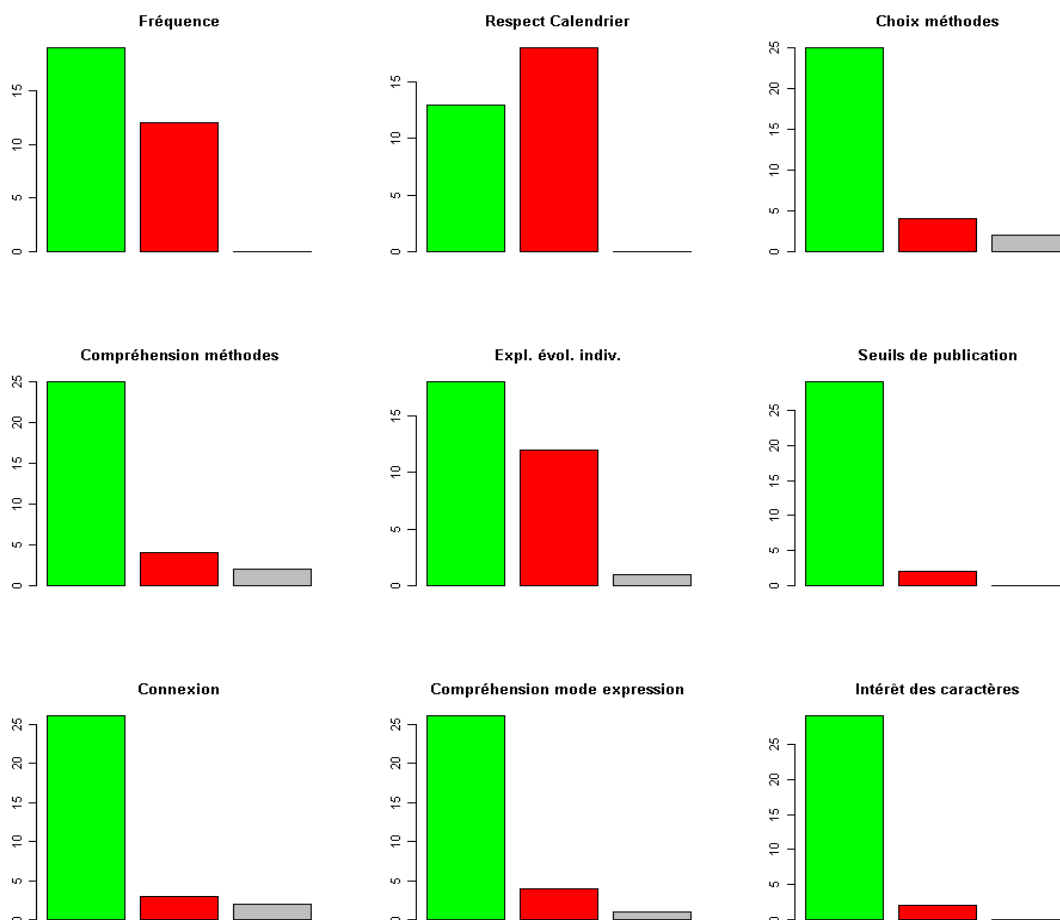 Fréquence
0 5 10 15
Respect Calendrier
0 5 10 15
Choix méthodes
0 5 10 15 20 25
Compréhension méthodes
0 5 10 15 20 25
Expl. évol. indiv.
0 5 10 15
Seuils de publication
0 5 10 15 20 25
Connexion
0 5 10 15 20 25
Compréhension mode expression
0 5 10 15 20 25
Intérêt des caractères
0 5 10 15 20 25